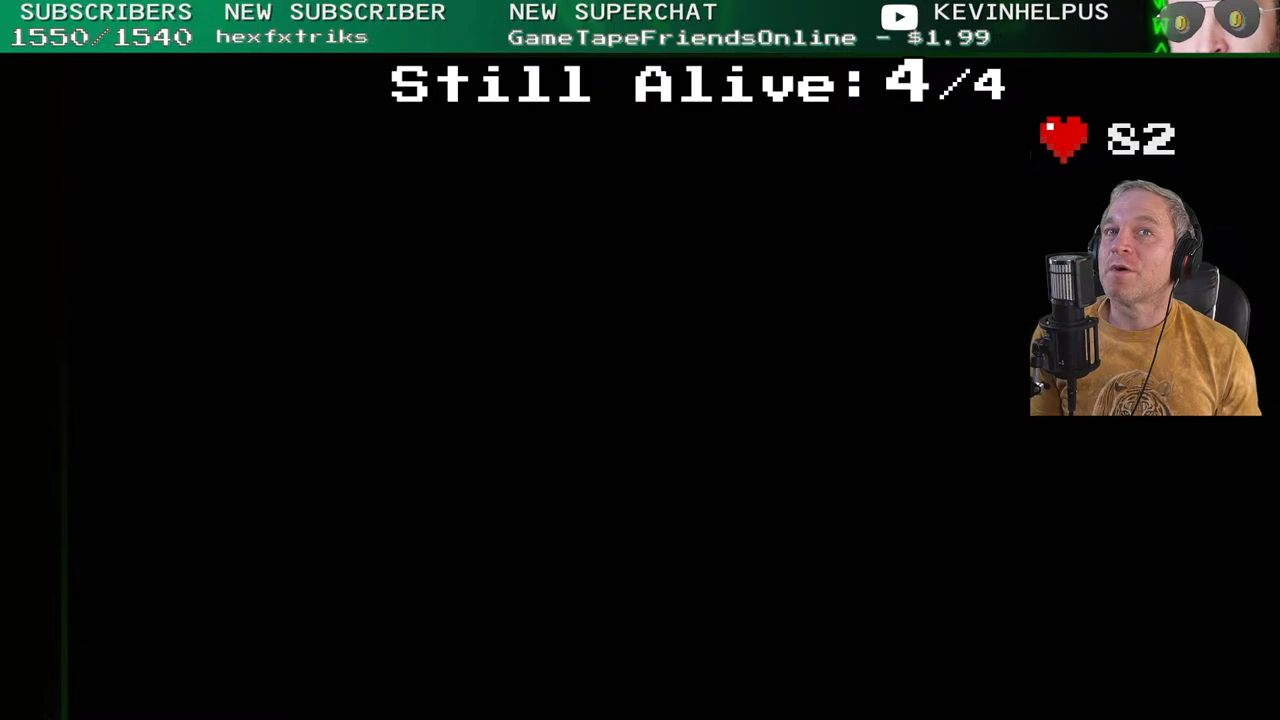 SUBSCRIBERS NEW SUBSCRIBER NEW SUPERCHAT KEVINHELPUS
1550/1540 hexfxtriks GameTapeFriendsOnline - $1.99
Still Alive: 4/4
82